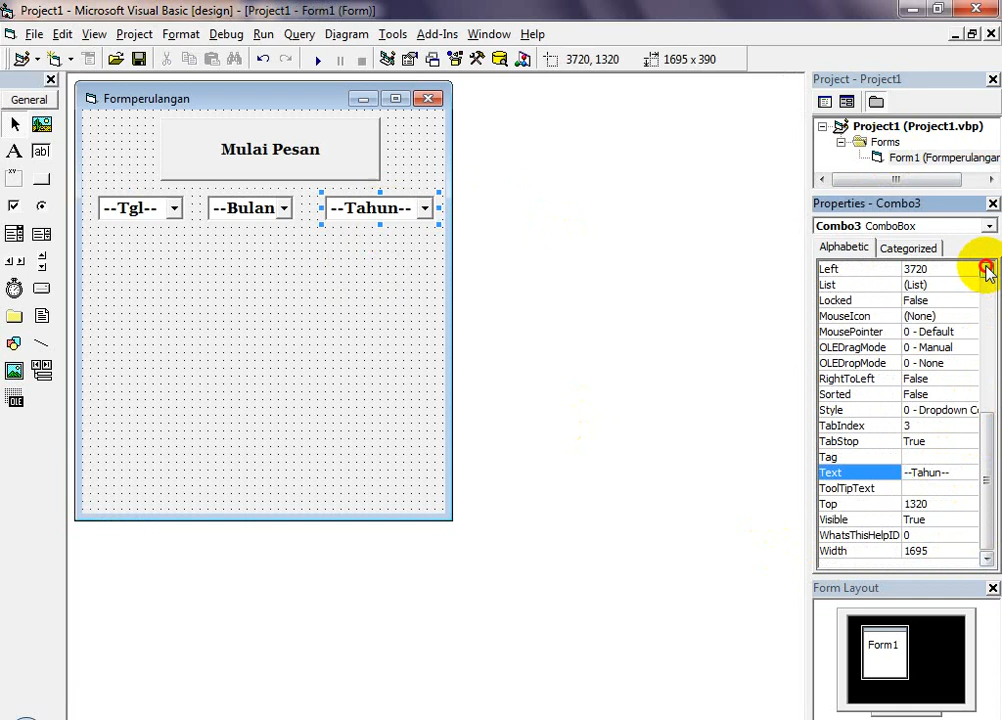 Project1 - Microsoft Visual Basic [design] - [Project1 - Form1 (Form)]
File Edit View Project Format Debug Run Query Diagram Tools Add-Ins Window Help
3720, 1320 1695 x 390
General
Formperulangan
Mulai Pesan
--Tgl-- --Bulan --Tahun--
Project - Project1
Project1 (Project1.vbp)
Forms
Form1 (Formperulangan
Properties - Combo3
Combo3 ComboBox
Alphabetic Categorized
Left 3720
List (List)
Locked False
MouseIcon (None)
MousePointer 0 - Default
OLEDragMode 0 - Manual
OLEDropMode 0 - None
RightToLeft False
Sorted False
Style 0 - Dropdown Co
TabIndex 3
TabStop True
Tag
Text --Tahun--
ToolTipText
Top 1320
Visible True
WhatsThisHelpID 0
Width 1695
Form Layout
Form1